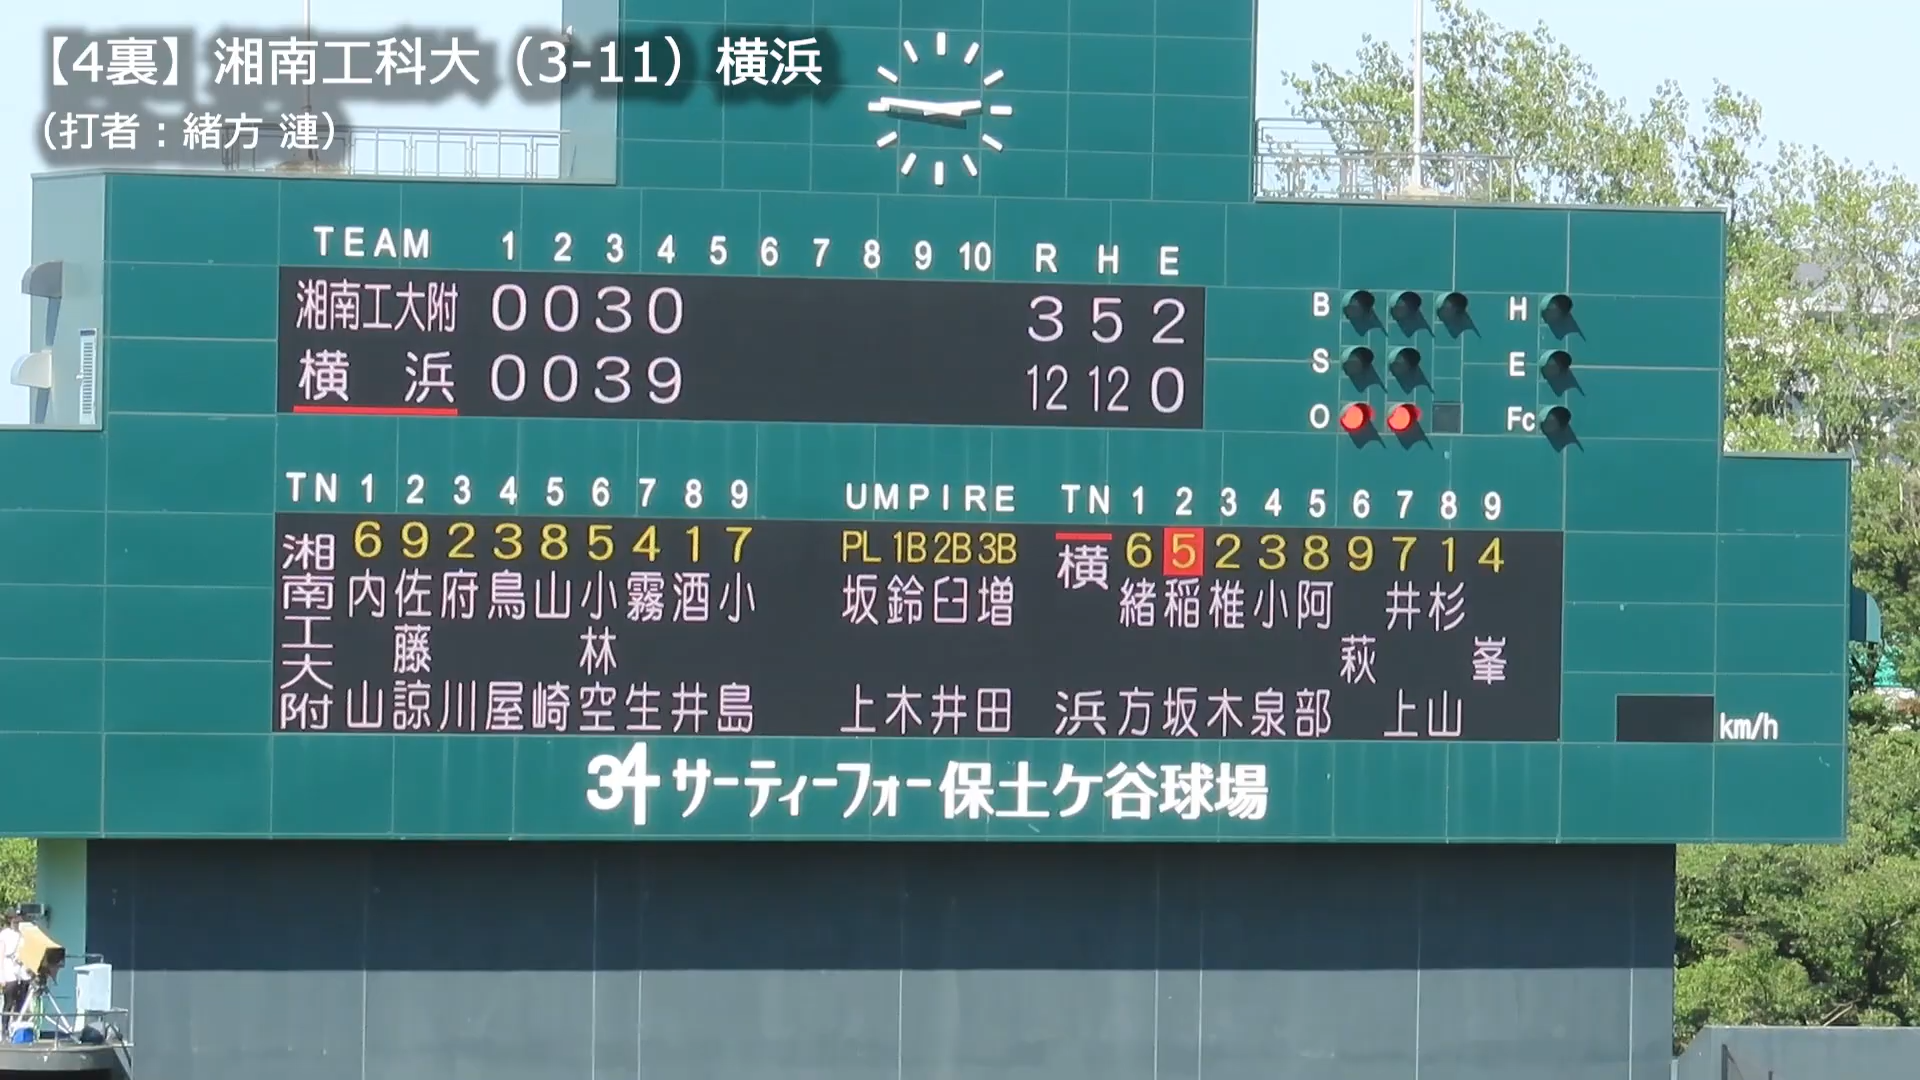 【4裏】湘南工科大（3-11）横浜
（打者：緒方 漣）
TEAM 1 2 3 4 5 6 7 8 9 10 R H E
湘南工大附 0 0 3 0 3 5 2
横浜 0 0 3 9 12 12 0
B H
S E
O Fc
TN 1 2 3 4 5 6 7 8 9
湘南工大附 6 9 2 3 8 5 4 1 7
内山 佐藤諒 府川 鳥屋 山崎 小林空 霧生 酒井 小島
UMPIRE
PL 1B 2B 3B
坂上 鈴木 臼井 増田
TN 1 2 3 4 5 6 7 8 9
横浜 6 5 2 3 8 9 7 1 4
緒方 稲坂 椎木 小泉 阿部 萩 井上 杉山 峯
km/h
34 サーティーフォー保土ケ谷球場